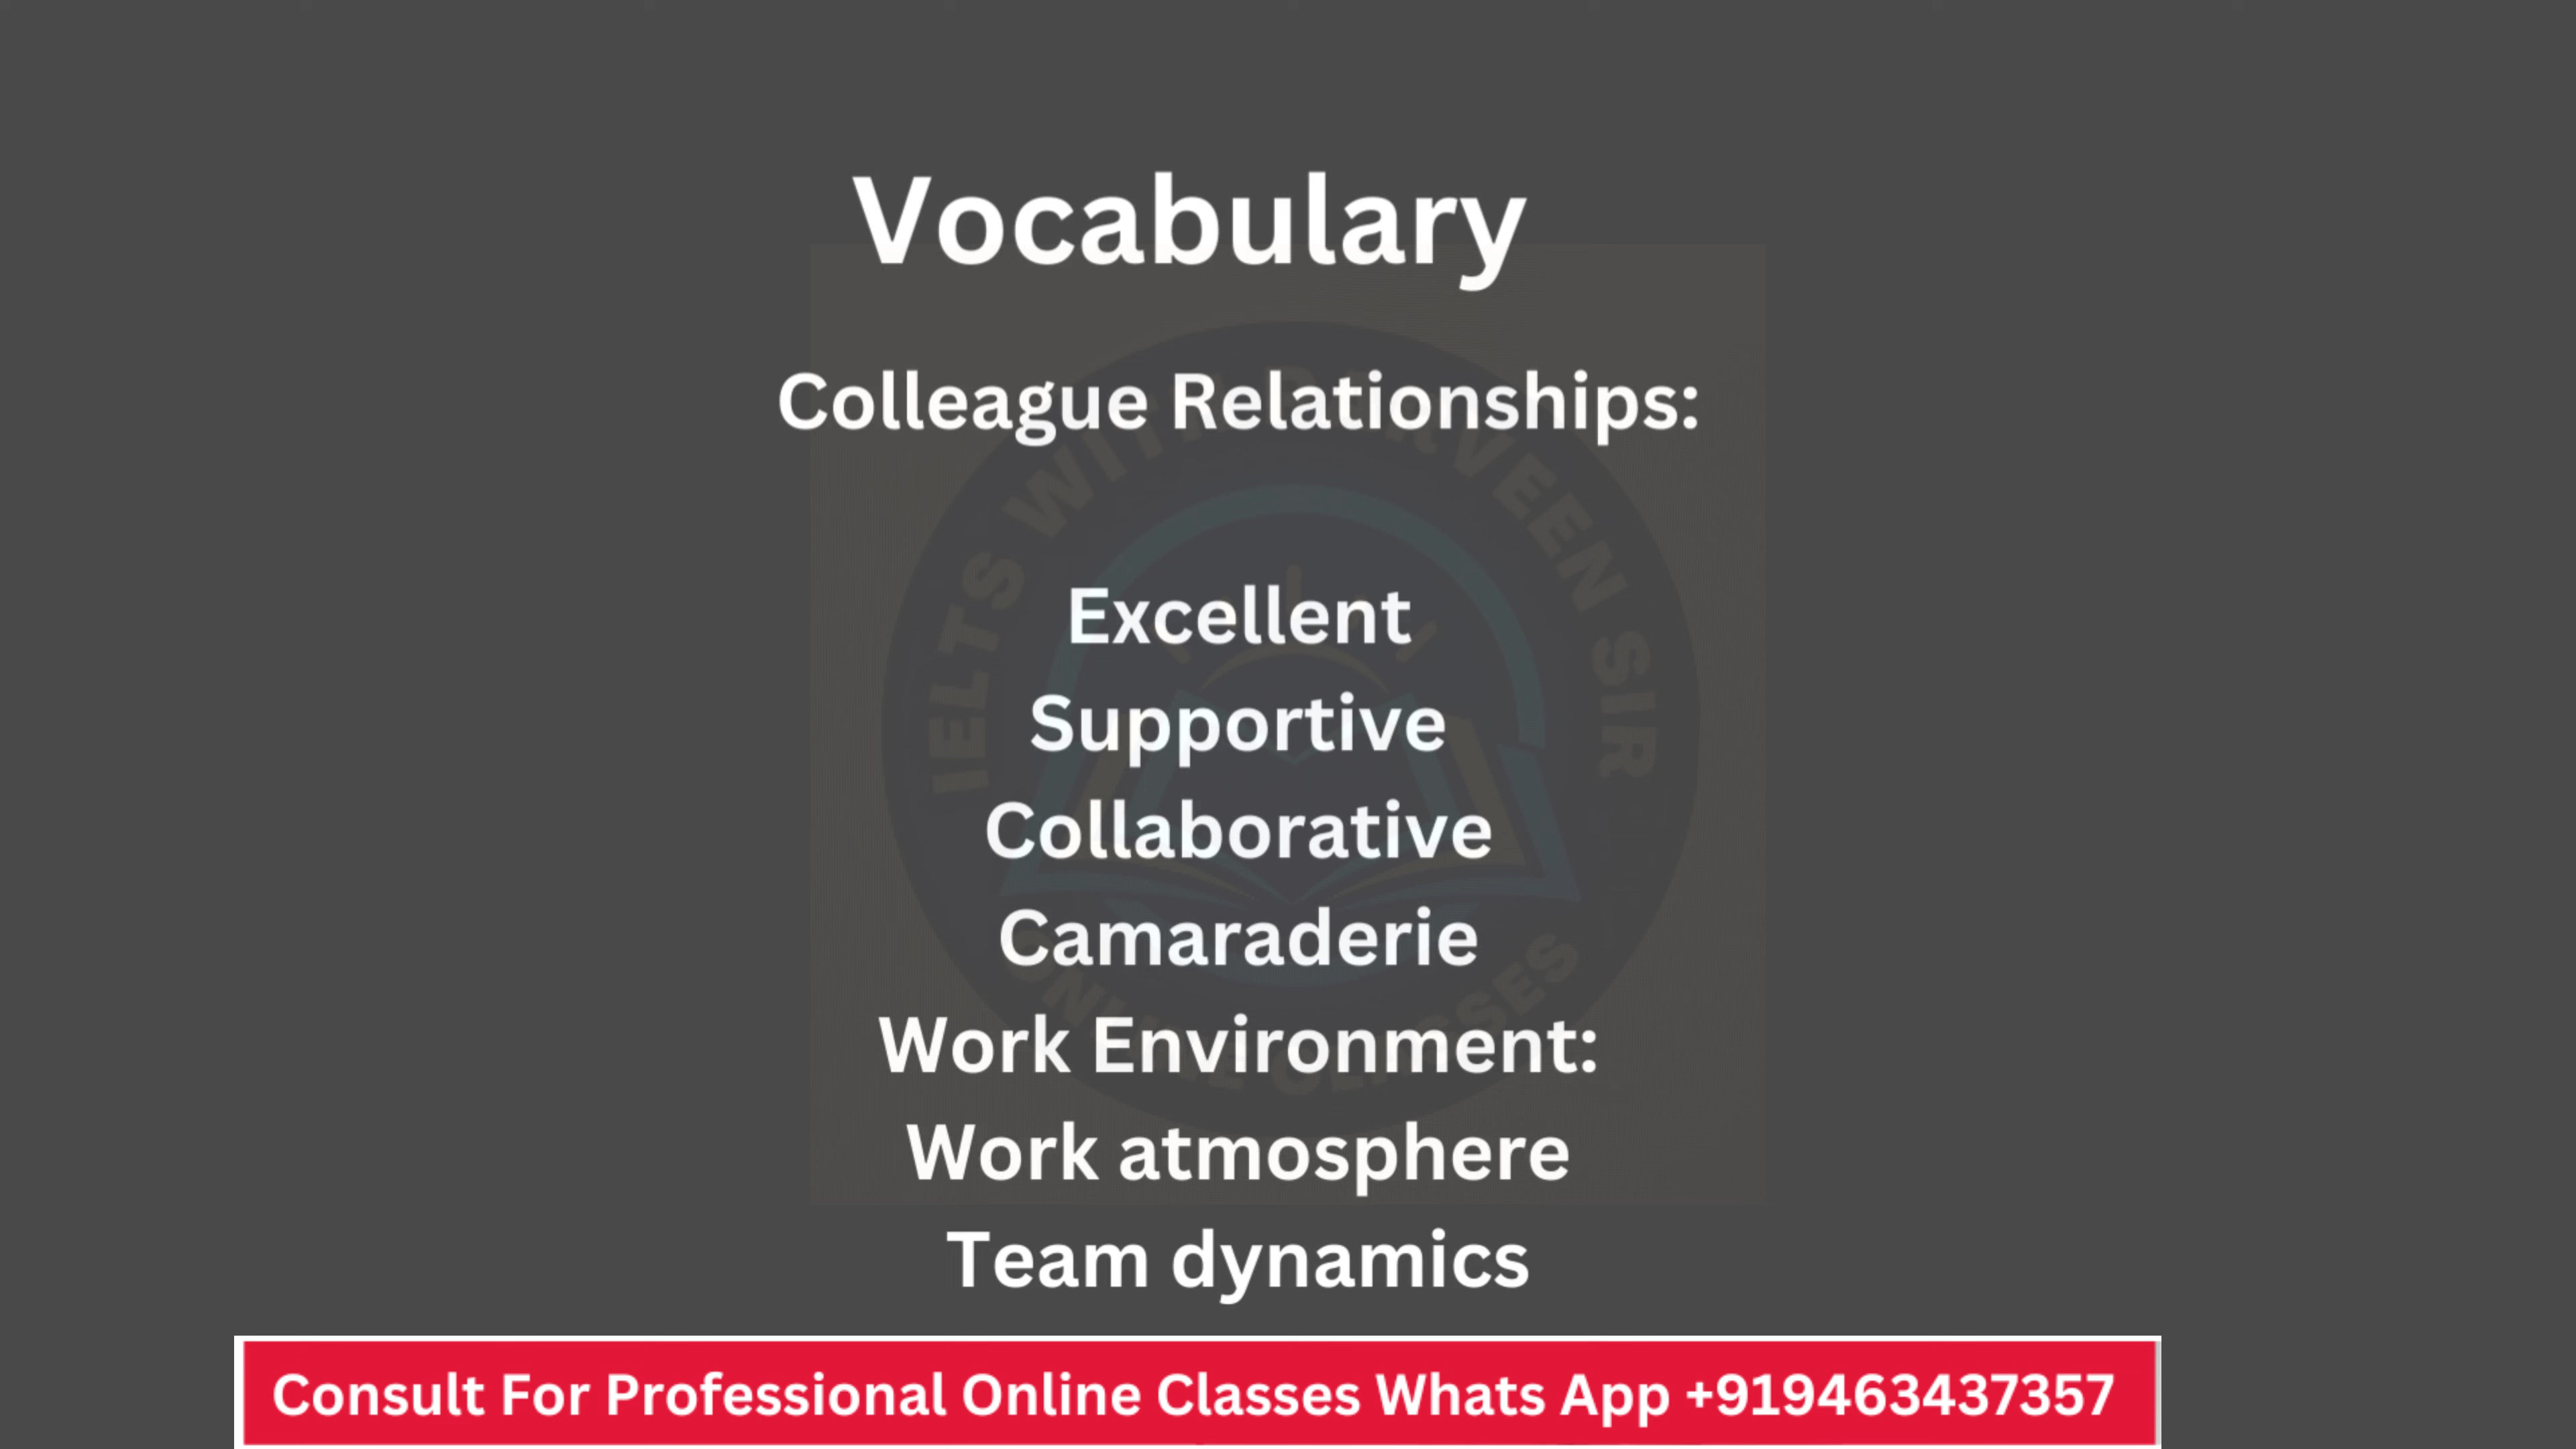 Vocabulary
Colleague Relationships:
Excellent
Supportive
Collaborative
Camaraderie
Work Environment:
Work atmosphere
Team dynamics
Consult For Professional Online Classes Whats App +919463437357